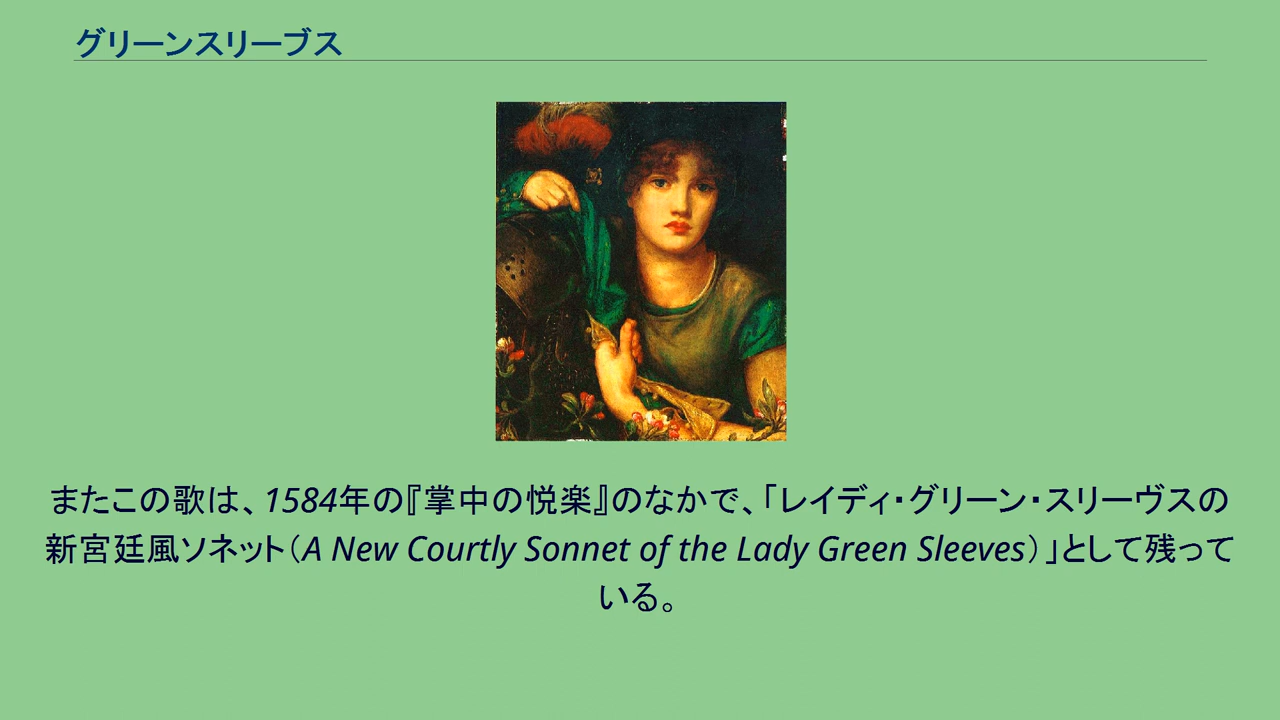 グリーンスリーブス
またこの歌は、1584年の『掌中の悦楽』のなかで、「レイディ・グリーン・スリーヴスの
新宮廷風ソネット（A New Courtly Sonnet of the Lady Green Sleeves）」として残って
いる。